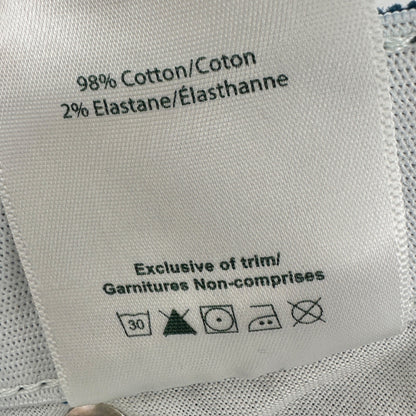 98% Cotton/Coton
2% Elastane/Élasthanne
Exclusive of trim/
Garnitures Non-comprises
30